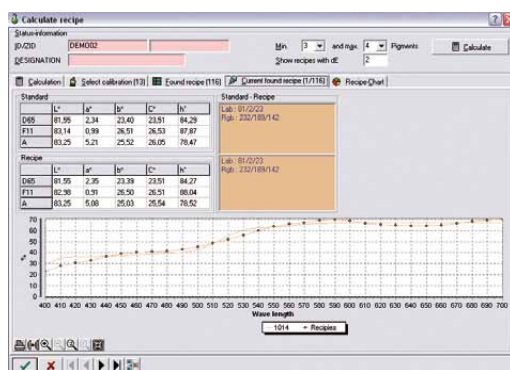 Calculate recipe
Status-information
ID/ZID DEMO02 Min. 3 and max. 4 Pigments Calculate
DESIGNATION Show recipes with dE 2
Calculation Select calibration (13) Found recipe (116) Current found recipe (1/116) Recipe-Chart
Standard
L* a* b* C* h*
D65 81,55 2,34 23,40 23,51 84,29
F11 83,14 0,99 26,51 26,53 87,87
A 83,25 5,21 25,52 26,05 78,47
Standard - Recipe
Lab : 81/2/23
Rgb : 232/189/142
Recipe
L* a* b* C* h*
D65 81,55 2,35 23,39 23,51 84,27
F11 82,98 0,91 26,50 26,51 88,04
A 83,25 5,08 25,03 25,54 78,52
Lab : 81/2/23
Rgb : 232/189/142
70
60
50
40
30
20
10
0
%
400 410 420 430 440 450 460 470 480 490 500 510 520 530 540 550 560 570 580 590 600 610 620 630 640 650 660 670 680 690 700
Wave length
1014 + Recipies